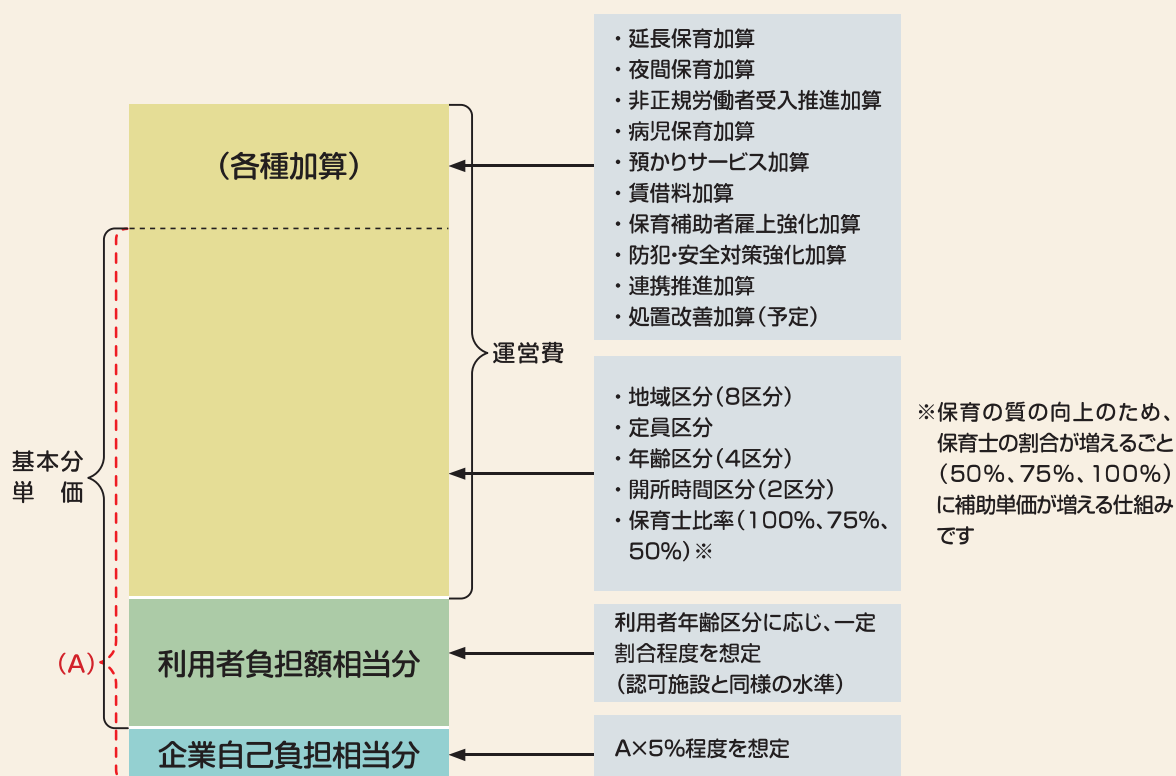 ・延長保育加算
・夜間保育加算
・非正規労働者受入推進加算
・病児保育加算
・預かりサービス加算
・賃借料加算
・保育補助者雇上強化加算
・防犯・安全対策強化加算
・連携推進加算
・処置改善加算(予定)
(各種加算)
運営費
・地域区分(8区分)
・定員区分
・年齢区分(4区分)
・開所時間区分(2区分)
・保育士比率(100%、75%、
50%)※
※保育の質の向上のため、
保育士の割合が増えるごと
(50%、75%、100%)
に補助単価が増える仕組み
です
基本分
単 価
(A)
利用者負担額相当分
利用者年齢区分に応じ、一定
割合程度を想定
(認可施設と同様の水準)
企業自己負担相当分
A×5%程度を想定